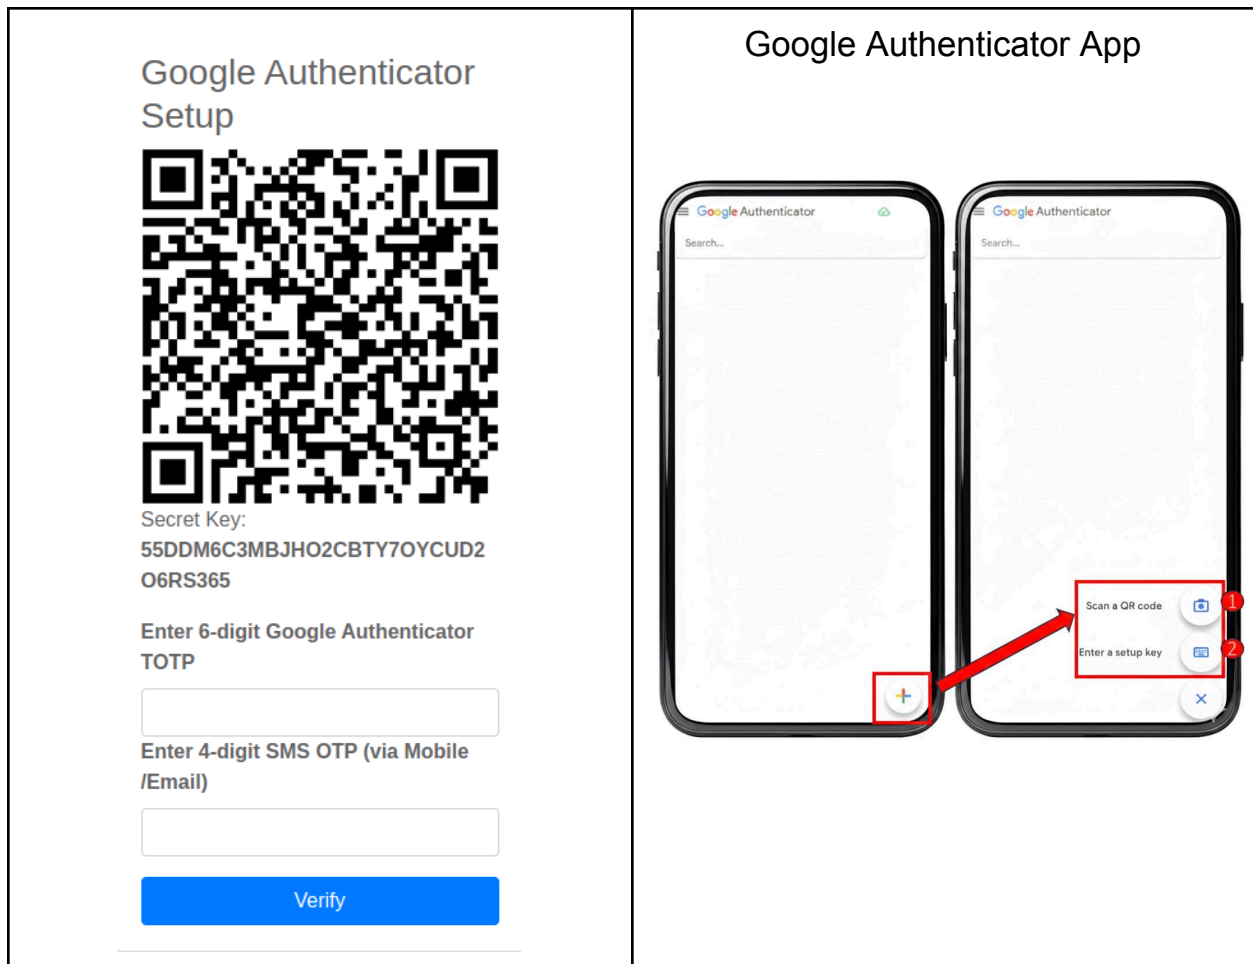 Google Authenticator
Setup
Secret Key:
55DDM6C3MBJHO2CBTY7OYCUD2
O6RS365
Enter 6-digit Google Authenticator
TOTP
Enter 4-digit SMS OTP (via Mobile
/Email)
Verify
Google Authenticator App
Google Authenticator
Search...
Google Authenticator
Search...
Scan a QR code
1
Enter a setup key
2